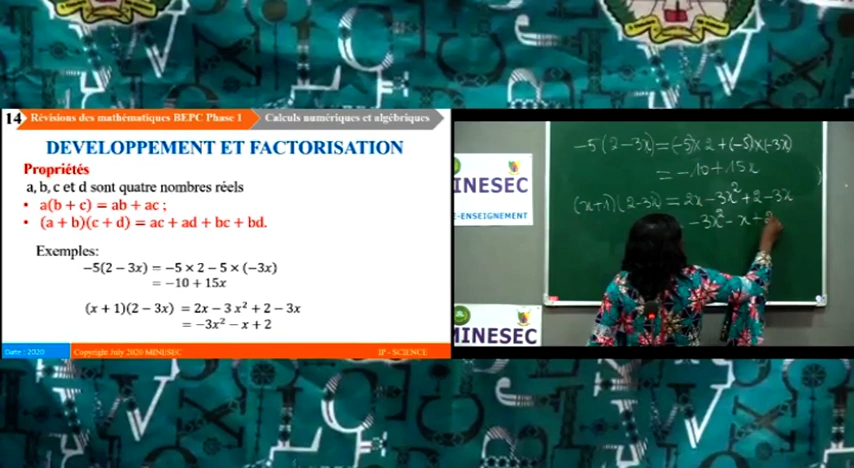 14 Révisions des mathématiques BEPC Phase 1 Calculs numériques et algébriques
DEVELOPPEMENT ET FACTORISATION
Propriétés
a, b, c et d sont quatre nombres réels
• a(b + c) = ab + ac ;
• (a + b)(c + d) = ac + ad + bc + bd.
Exemples:
−5(2 − 3x) = −5 × 2 − 5 × (−3x)
= −10 + 15x
(x + 1)(2 − 3x) = 2x − 3 x² + 2 − 3x
= −3x² − x + 2
Date : 2020 Copyright July 2020 MINESEC IP - SCIENCE
INESEC
E-ENSEIGNEMENT
MINESEC
−5(2−3x) = (−5)×2 + (−5)×(−3x)
= −10 + 15x
(x+1)(2−3x) = 2x − 3x² + 2 − 3x
−3x² − x + 2